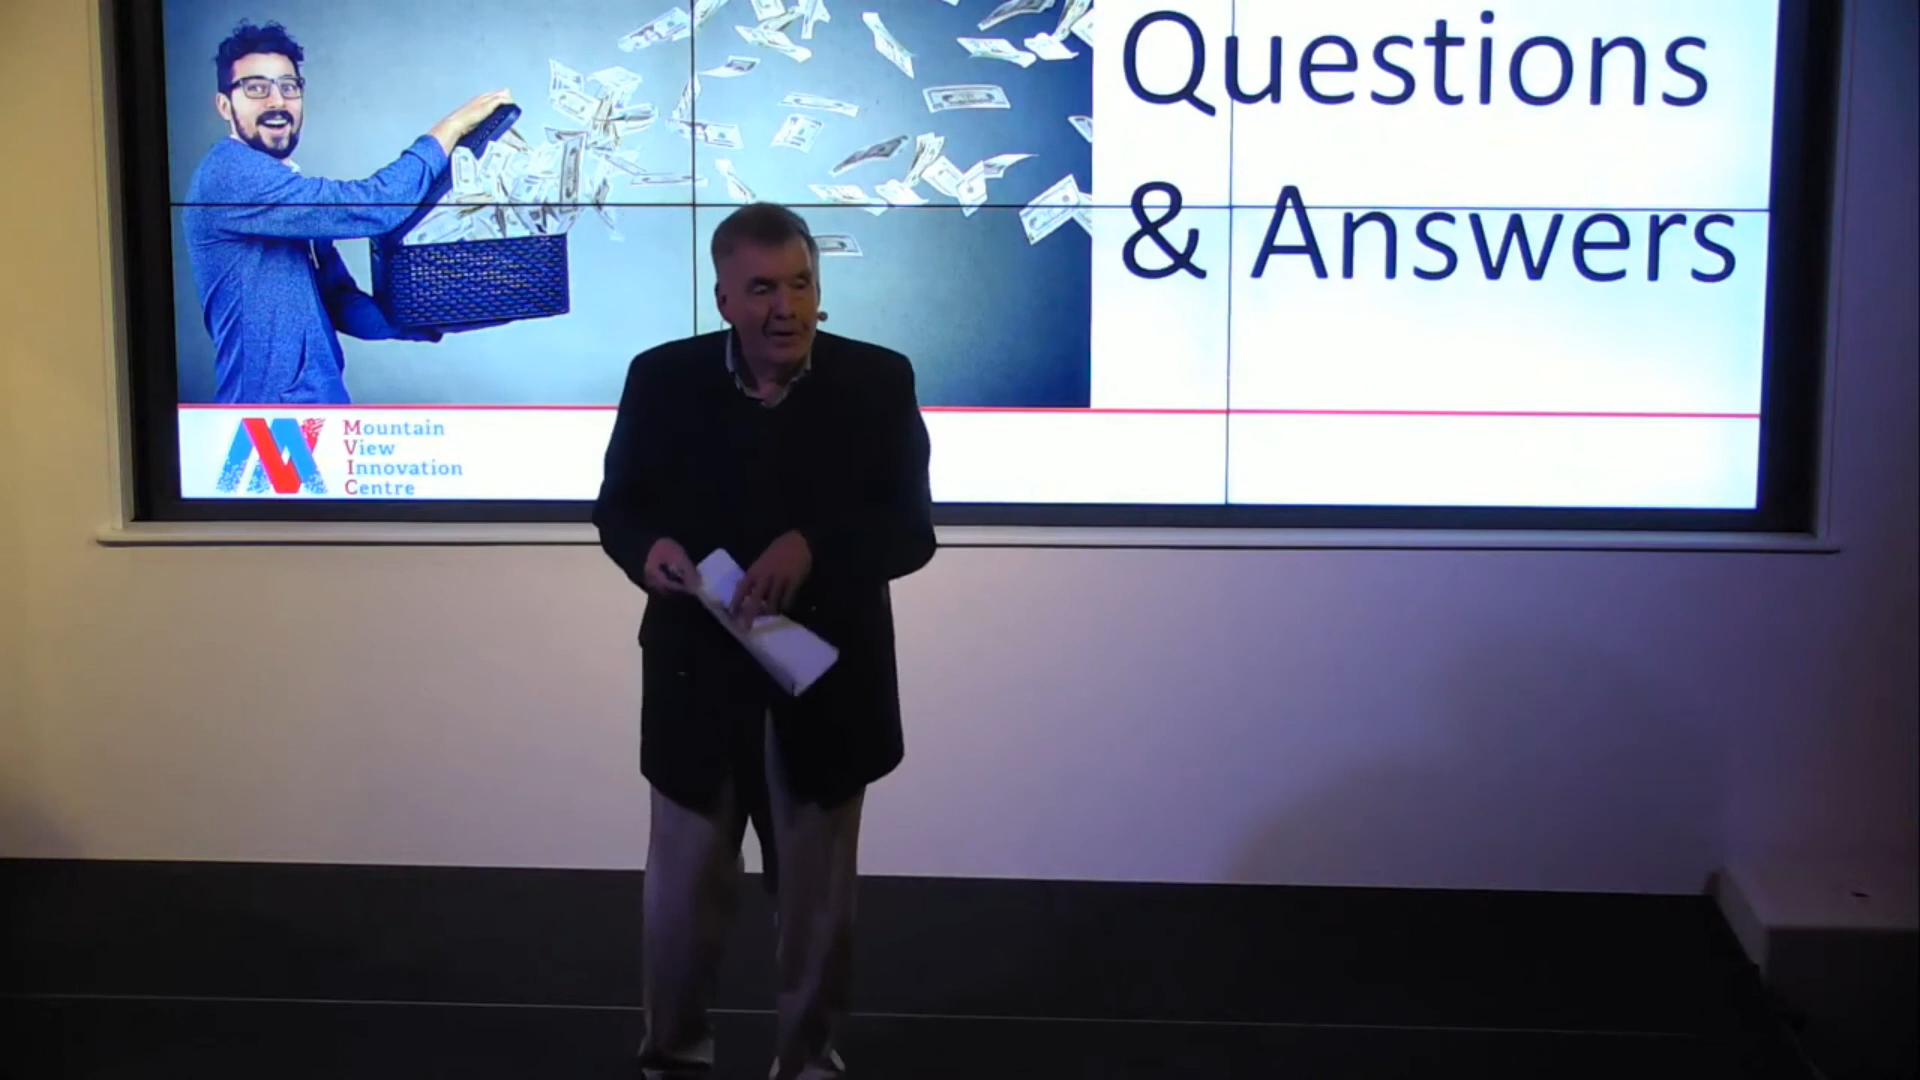 Questions
& Answers
Mountain
View
Innovation
Centre